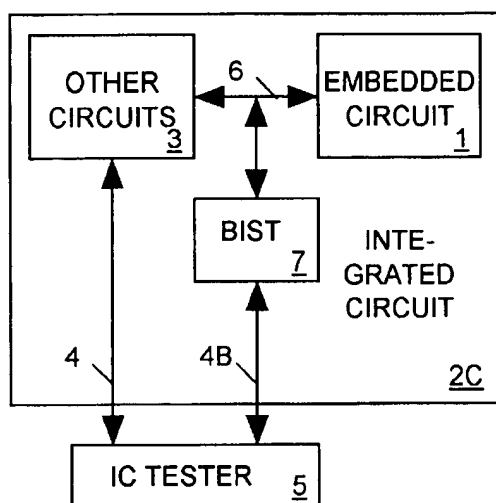 OTHER
CIRCUITS
3
6
EMBEDDED
CIRCUIT
1
BIST
7
INTE-
GRATED
CIRCUIT
4
4B
2C
IC TESTER
5